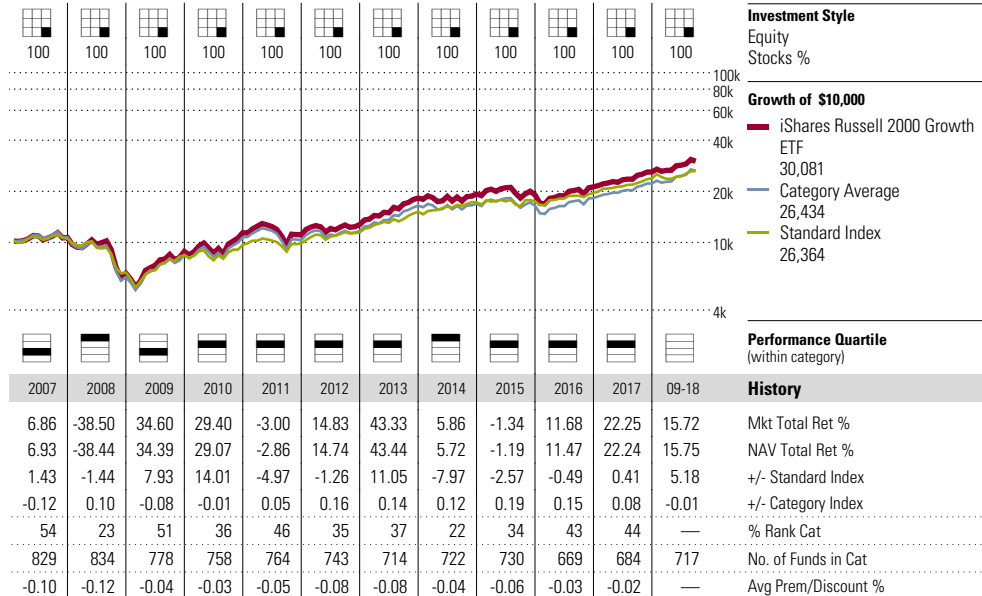 100 100 100 100 100 100 100 100 100 100 100 100
Investment Style
Equity
Stocks %
100k
80k
60k
40k
20k
10k
4k
Growth of $10,000
iShares Russell 2000 Growth
ETF
30,081
Category Average
26,434
Standard Index
26,364
Performance Quartile
(within category)
2007 2008 2009 2010 2011 2012 2013 2014 2015 2016 2017 09-18 History
6.86 -38.50 34.60 29.40 -3.00 14.83 43.33 5.86 -1.34 11.68 22.25 15.72 Mkt Total Ret %
6.93 -38.44 34.39 29.07 -2.86 14.74 43.44 5.72 -1.19 11.47 22.24 15.75 NAV Total Ret %
1.43 -1.44 7.93 14.01 -4.97 -1.26 11.05 -7.97 -2.57 -0.49 0.41 5.18 +/- Standard Index
-0.12 0.10 -0.08 -0.01 0.05 0.16 0.14 0.12 0.19 0.15 0.08 -0.01 +/- Category Index
54 23 51 36 46 35 37 22 34 43 44 — % Rank Cat
829 834 778 758 764 743 714 722 730 669 684 717 No. of Funds in Cat
-0.10 -0.12 -0.04 -0.03 -0.05 -0.08 -0.08 -0.04 -0.06 -0.03 -0.02 — Avg Prem/Discount %